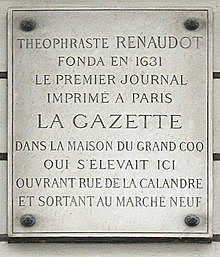 THEOPHRASTE RENAUDOT
FONDA EN 1631
LE PREMIER JOURNAL
IMPRIMÉ A PARIS
LA GAZETTE
DANS LA MAISON DU GRAND COQ
QUI S'ÉLEVAIT ICI
OUVRANT RUE DE LA CALANDRE
ET SORTANT AU MARCHÉ NEUF